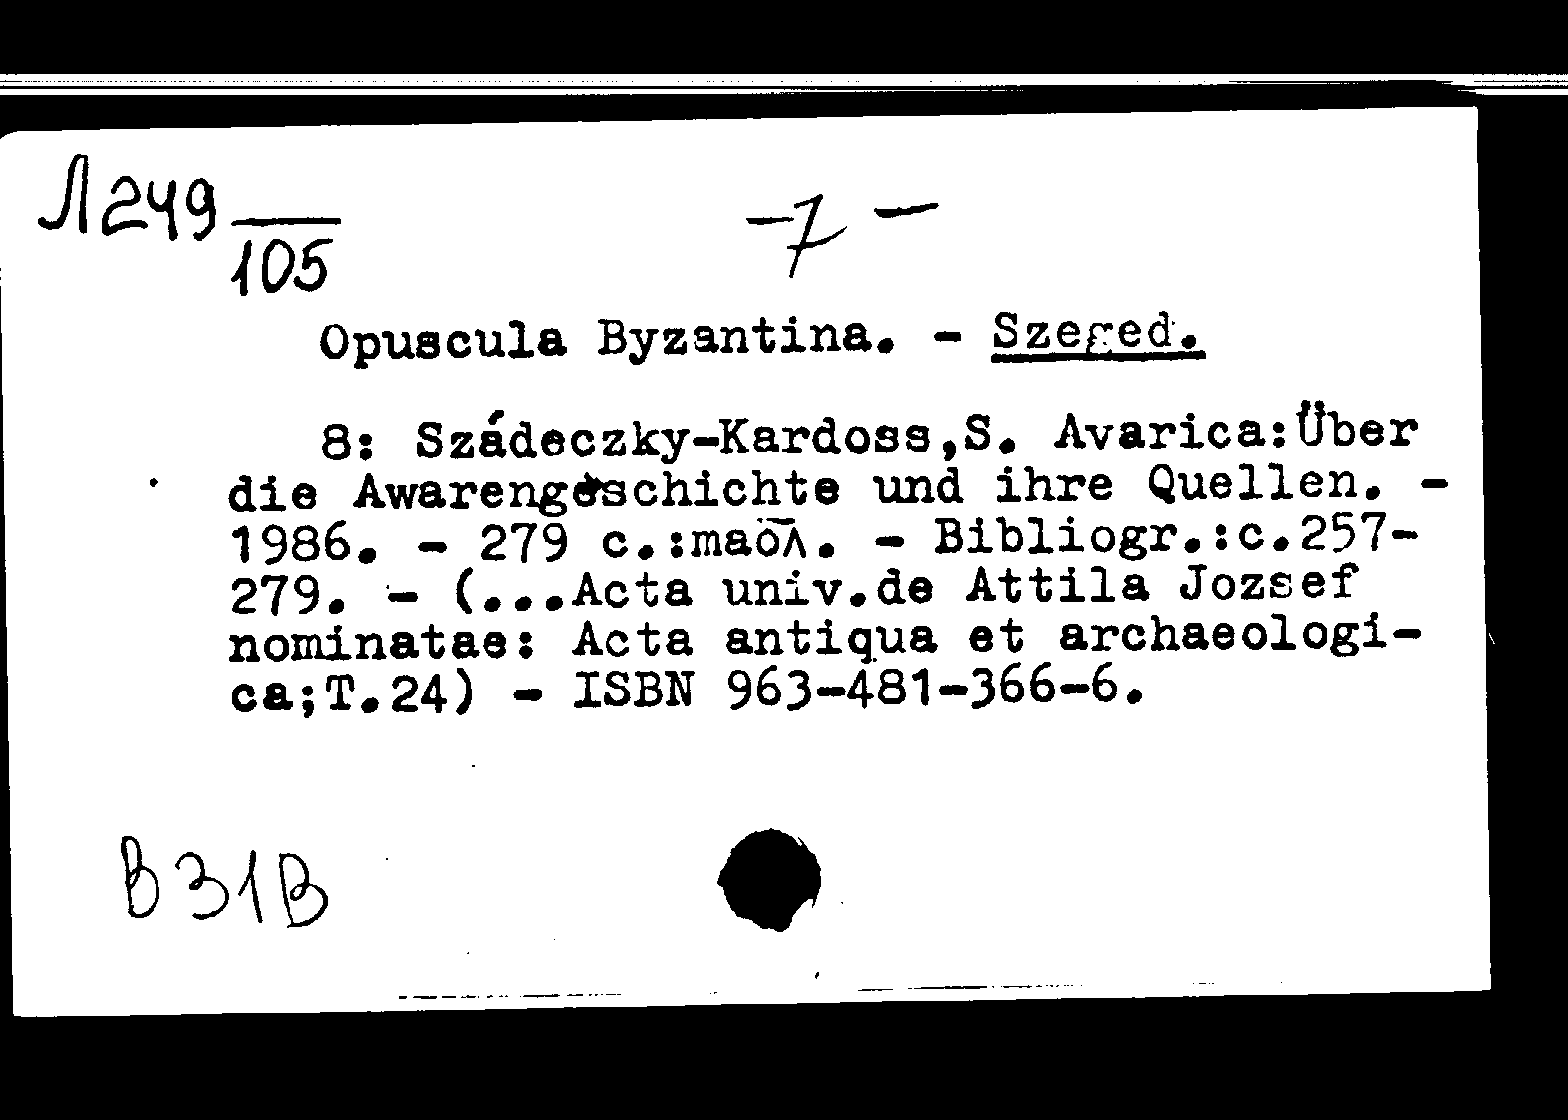 Л249
105
-7-
Opuscula Byzantina. - Szeged.
8: Szádeczky-Kardoss,S. Avarica:Über
die Awarengeschichte und ihre Quellen. -
1986. - 279 с.:табл. - Bibliogr.:с.257-
279. - (...Acta univ.de Attila Jozsef
nominatae: Acta antiqua et archaeologi-
ca;T.24) - ISBN 963-481-366-6.
В31В